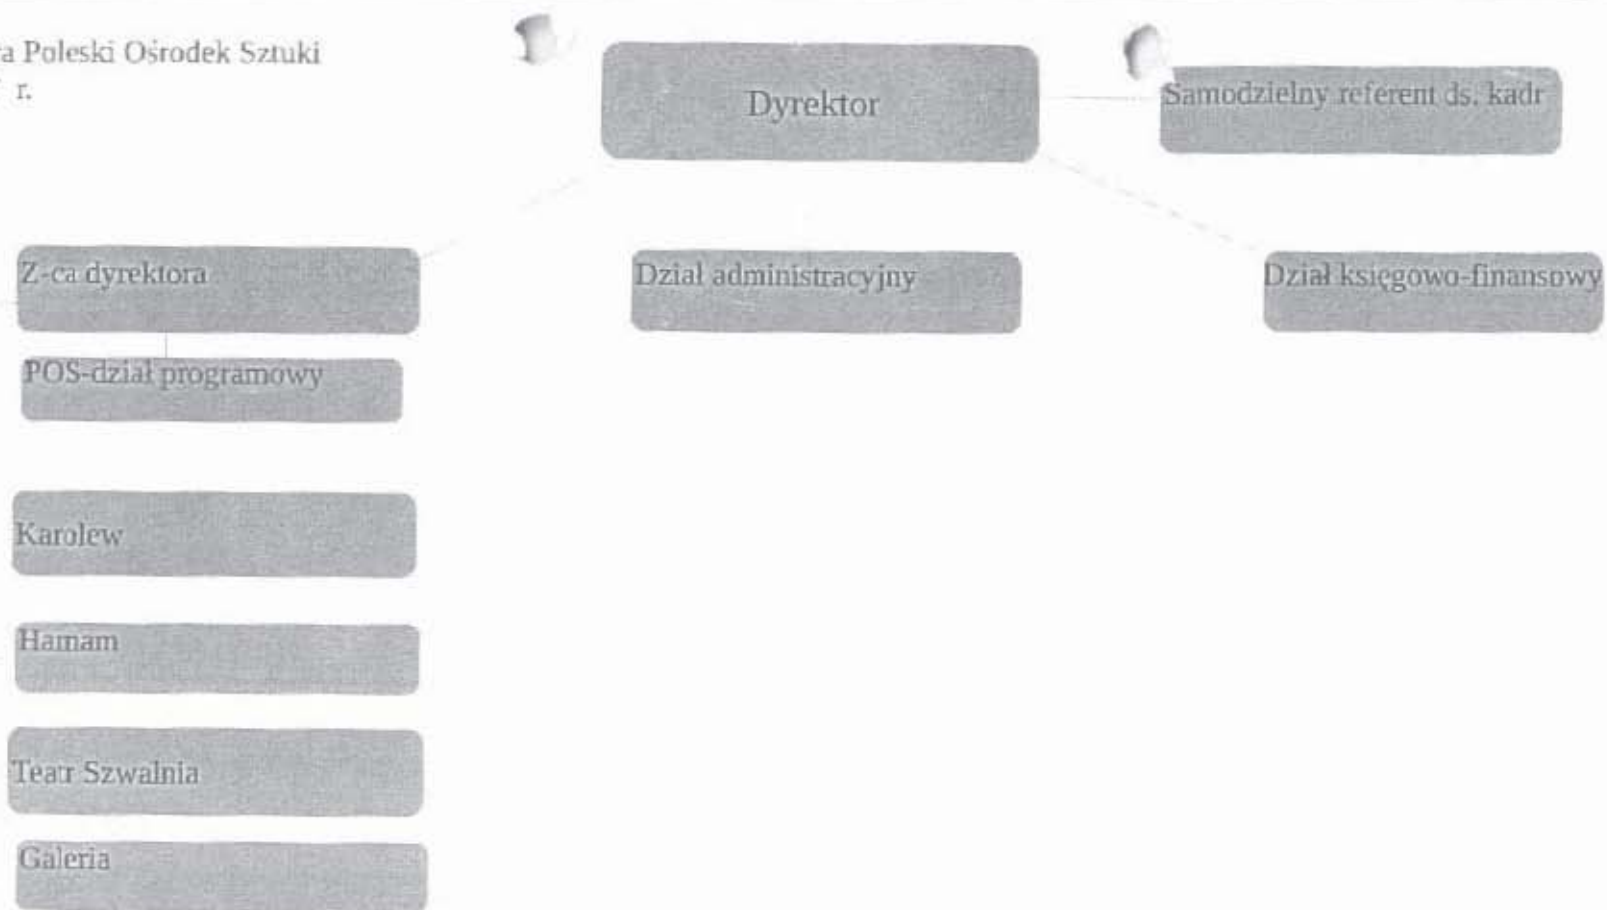 Poleski Ośrodek Sztuki
r.
Dyrektor
Samodzielny referent ds. kadr
Z-ca dyrektora
Dział administracyjny
Dział księgowo-finansowy
POS-dział programowy
Karolew
Hamam
Teatr Szwalnia
Galeria